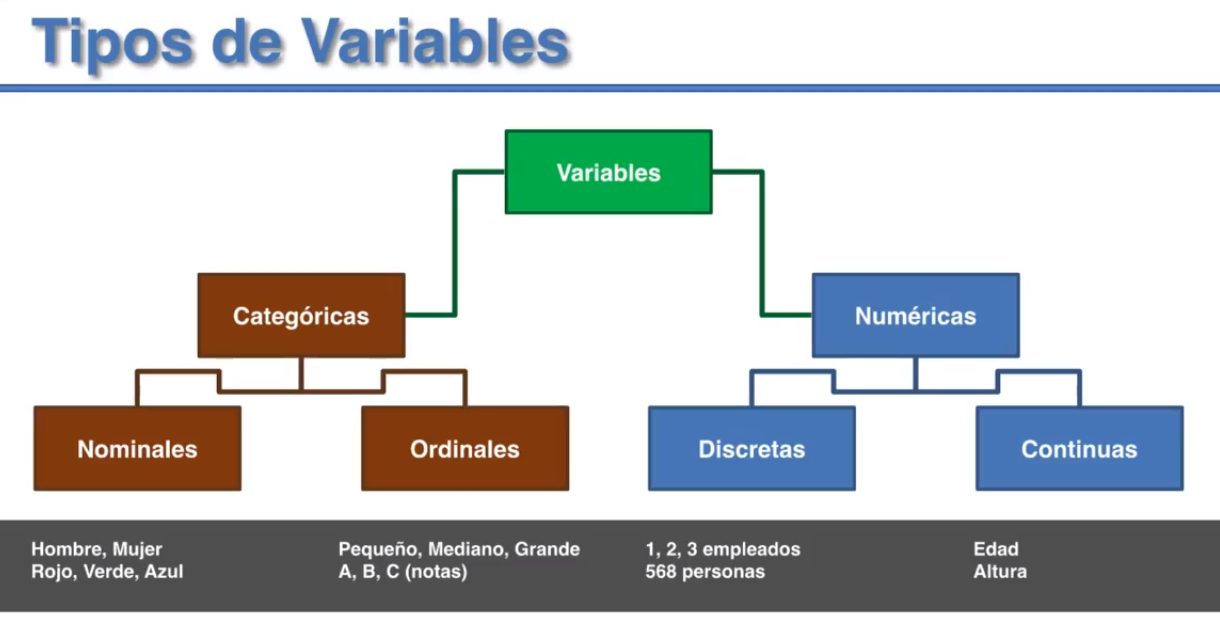 Tipos de Variables
Variables
Categóricas
Numéricas
Nominales
Ordinales
Discretas
Continuas
Hombre, Mujer
Rojo, Verde, Azul
Pequeño, Mediano, Grande
A, B, C (notas)
1, 2, 3 empleados
568 personas
Edad
Altura